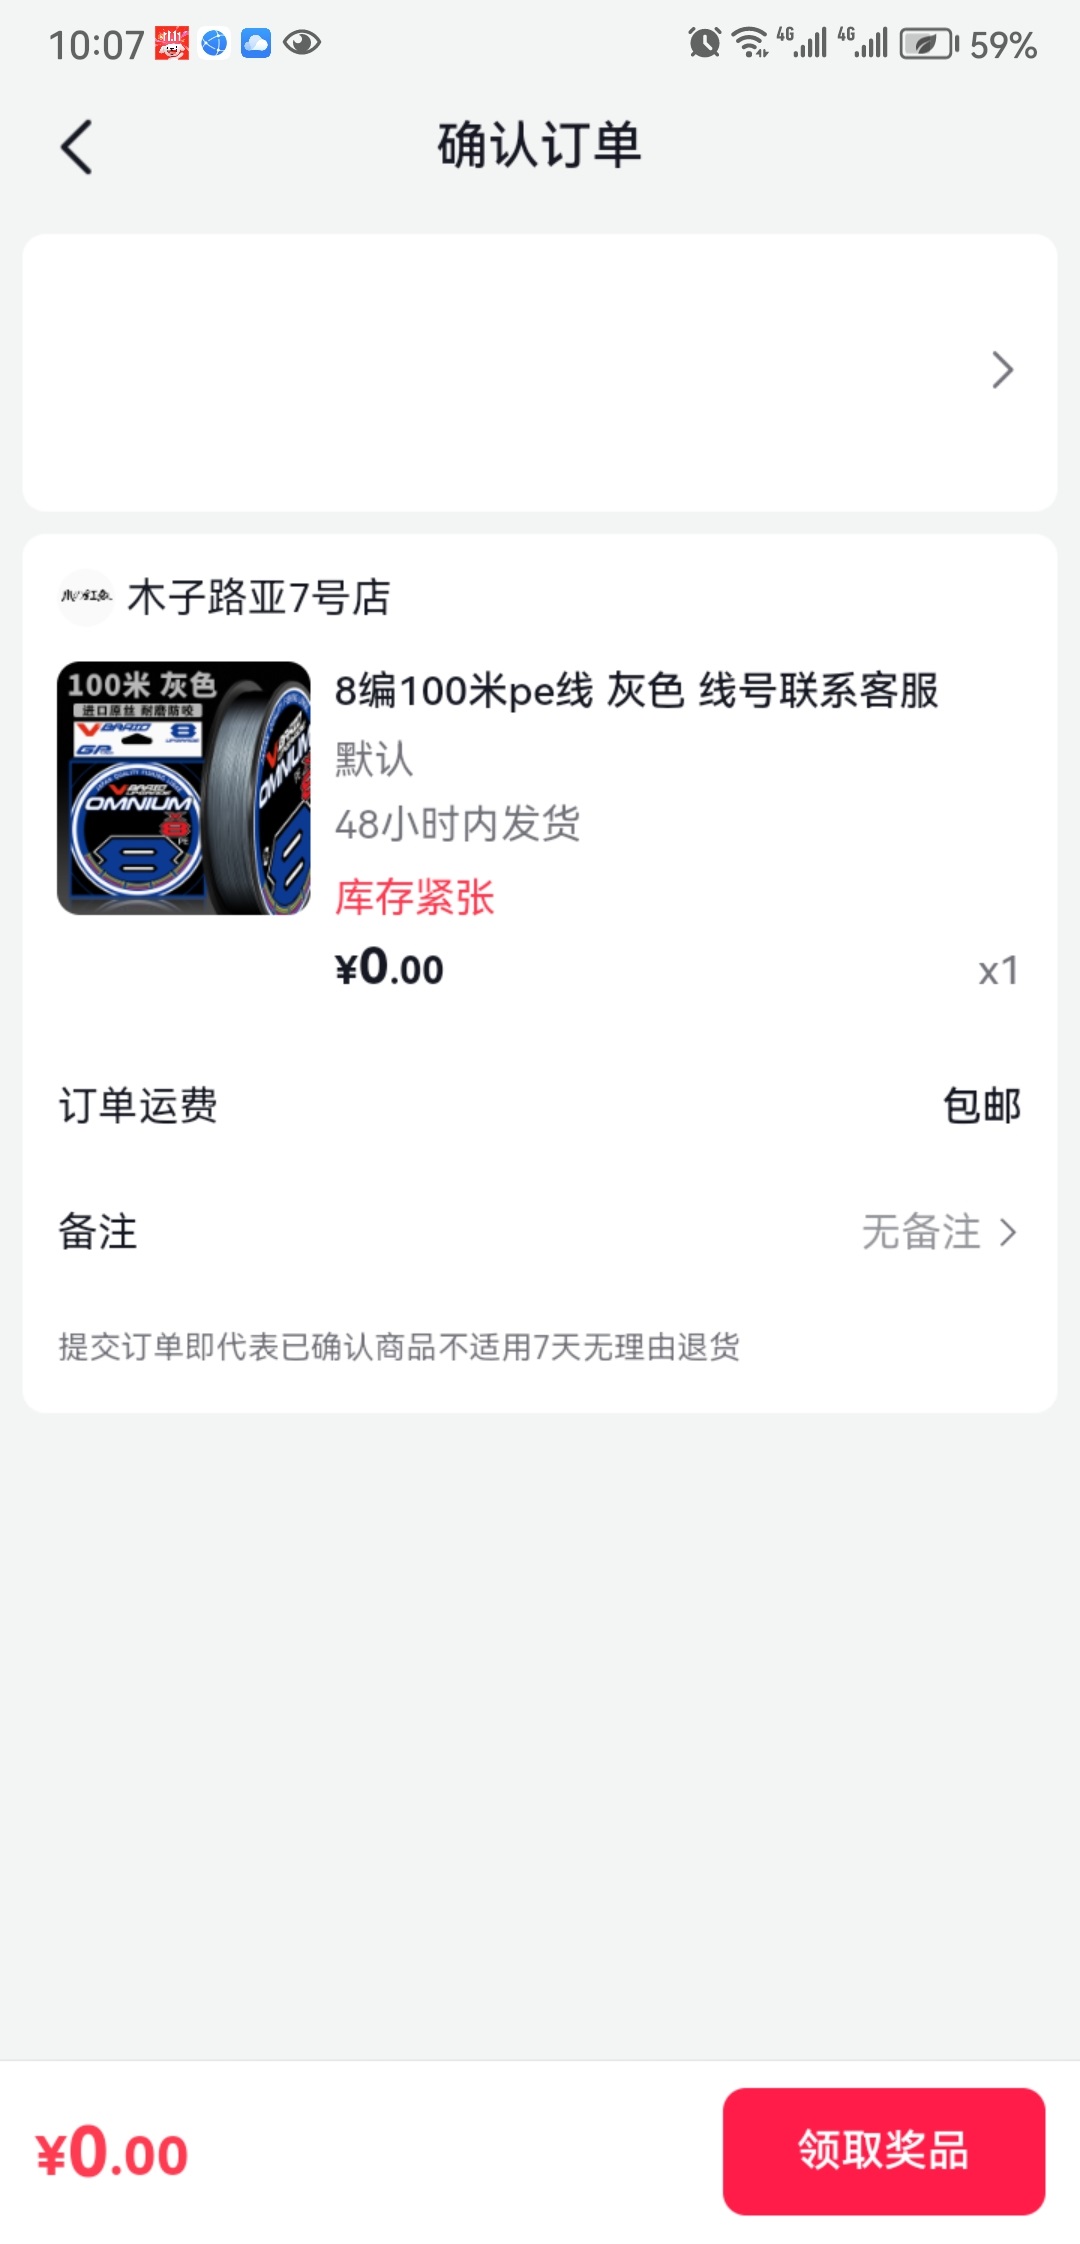 10:07
4G
4G
59%
确认订单
木子路亚7号店
100米 灰色
进口原丝 耐磨防咬
V BRAID 8
UPGRADE
V BRAID
UPGRADE
OMNIUM
X8
PE
8
8编100米pe线 灰色 线号联系客服
默认
48小时内发货
库存紧张
¥0.00
x1
订单运费
包邮
备注
无备注
提交订单即代表已确认商品不适用7天无理由退货
¥0.00
领取奖品